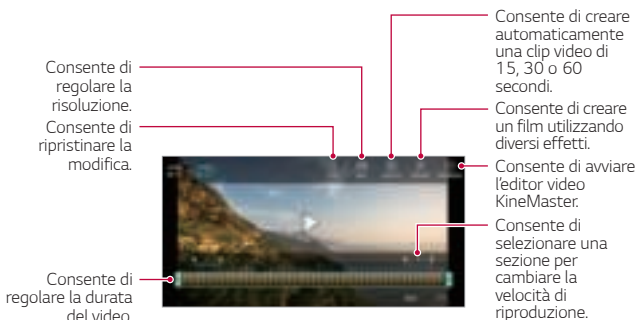 Consente di
regolare la
risoluzione.
Consente di
ripristinare la
modifica.
Consente di
regolare la durata
del video.
Consente di creare
automaticamente
una clip video di
15, 30 o 60
secondi.
Consente di creare
un film utilizzando
diversi effetti.
Consente di avviare
l'editor video
KineMaster.
Consente di
selezionare una
sezione per
cambiare la
velocità di
riproduzione.